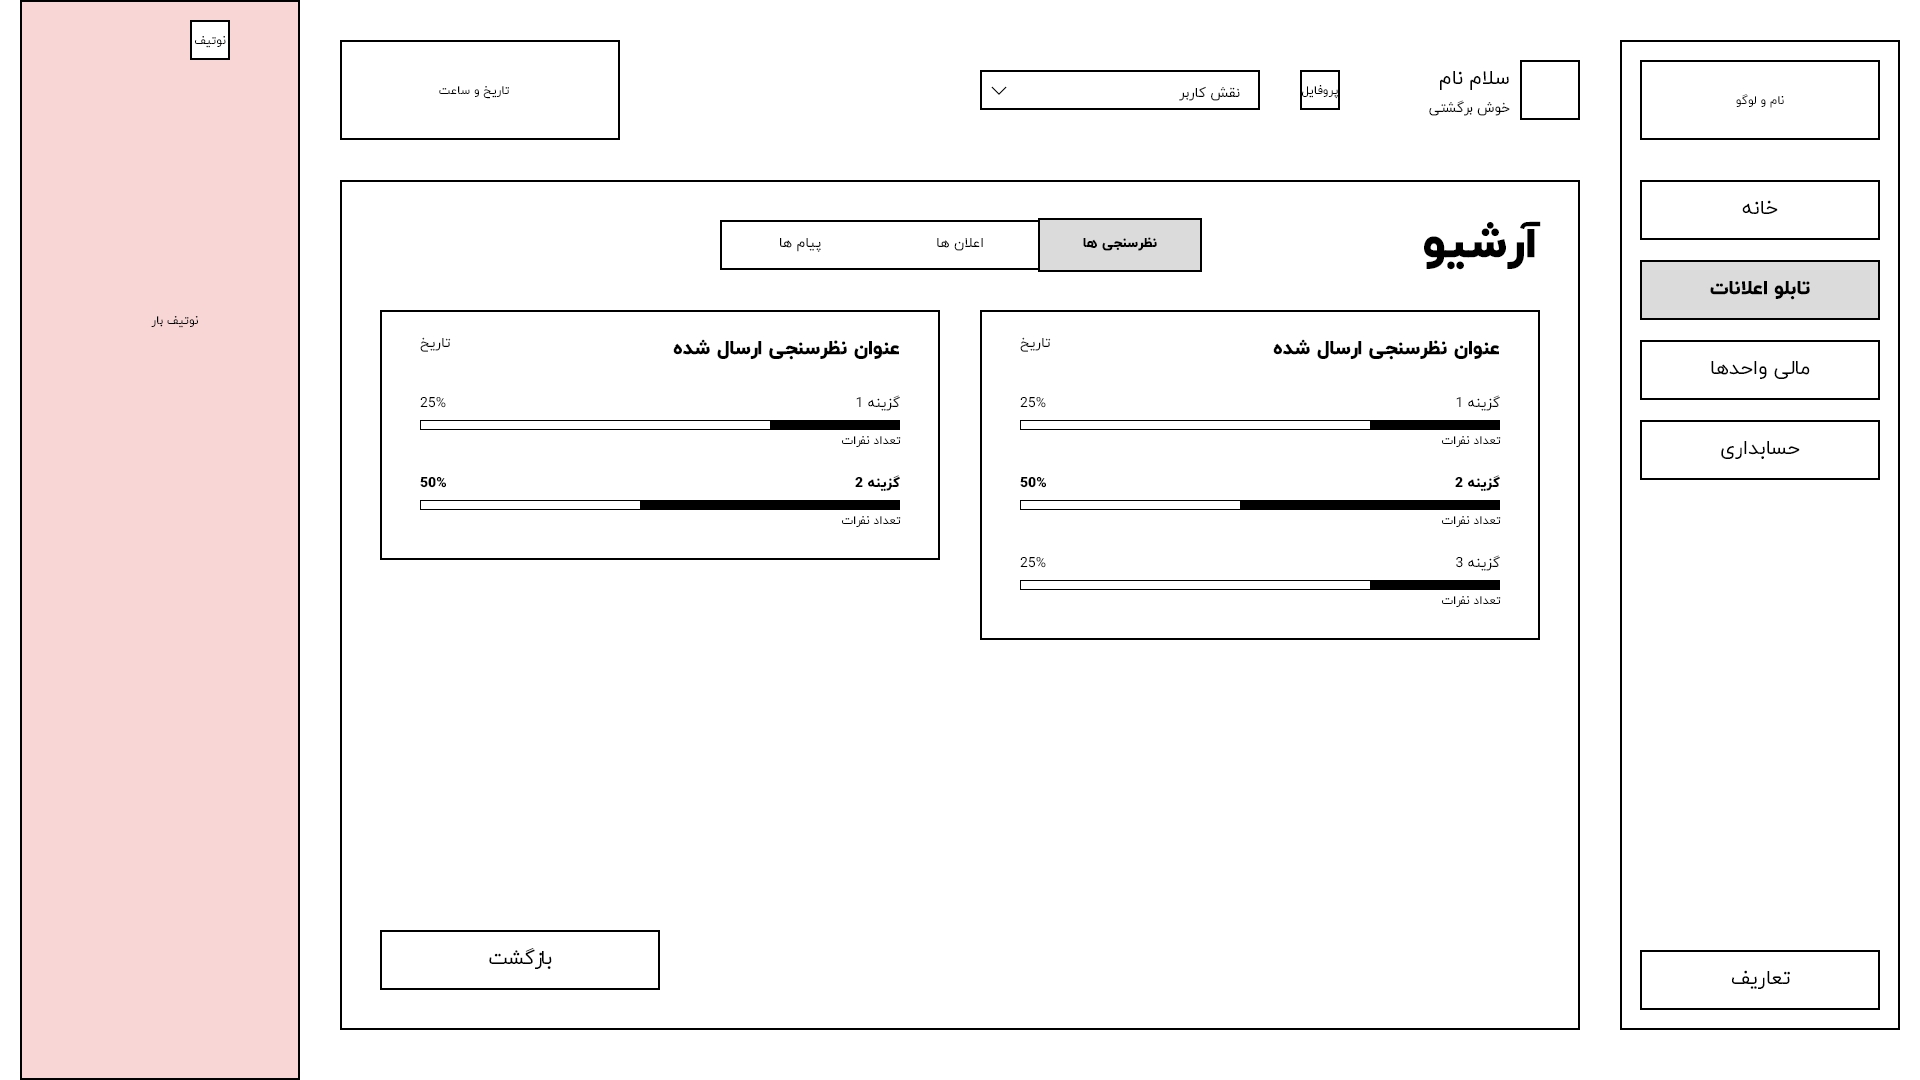 نام و لوگو
خانه
تابلو اعلانات
مالی واحدها
حسابداری
تعاریف
سلام نام
خوش برگشتی
پروفایل
نقش کاربر
تاریخ و ساعت
آرشیو
نظرسنجی ها
اعلان ها
پیام ها
عنوان نظرسنجی ارسال شده
تاریخ
گزینه 1
25%
تعداد نفرات
گزینه 2
50%
تعداد نفرات
گزینه 3
25%
تعداد نفرات
عنوان نظرسنجی ارسال شده
تاریخ
گزینه 1
25%
تعداد نفرات
گزینه 2
50%
تعداد نفرات
بازگشت
نوتیف
نوتیف بار